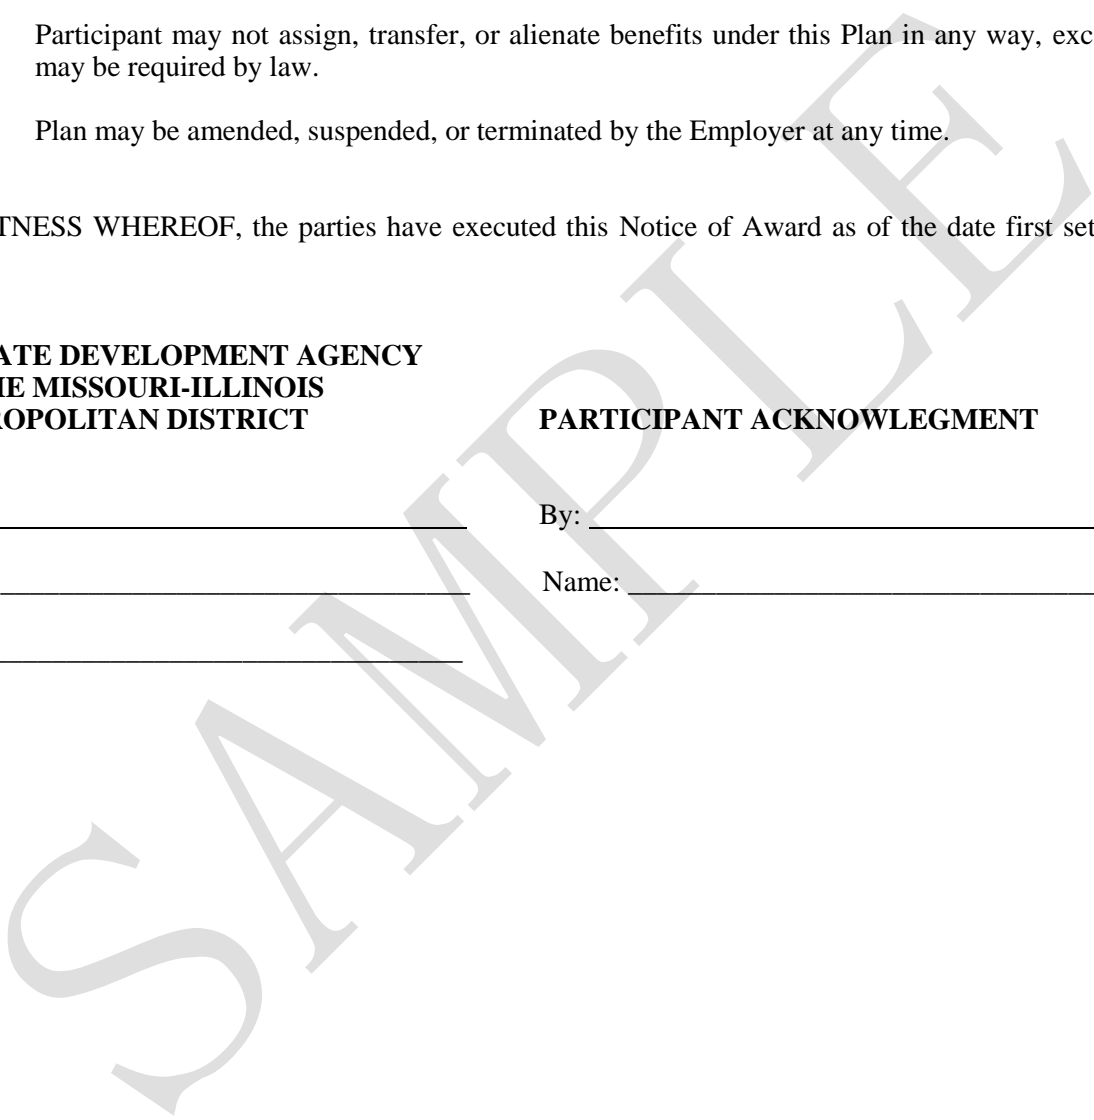 Participant may not assign, transfer, or alienate benefits under this Plan in any way, exc
may be required by law.
Plan may be amended, suspended, or terminated by the Employer at any time.
TNESS WHEREOF, the parties have executed this Notice of Award as of the date first set
ATE DEVELOPMENT AGENCY
HE MISSOURI-ILLINOIS
ROPOLITAN DISTRICT
PARTICIPANT ACKNOWLEGMENT
By:
Name:
SAMPLE